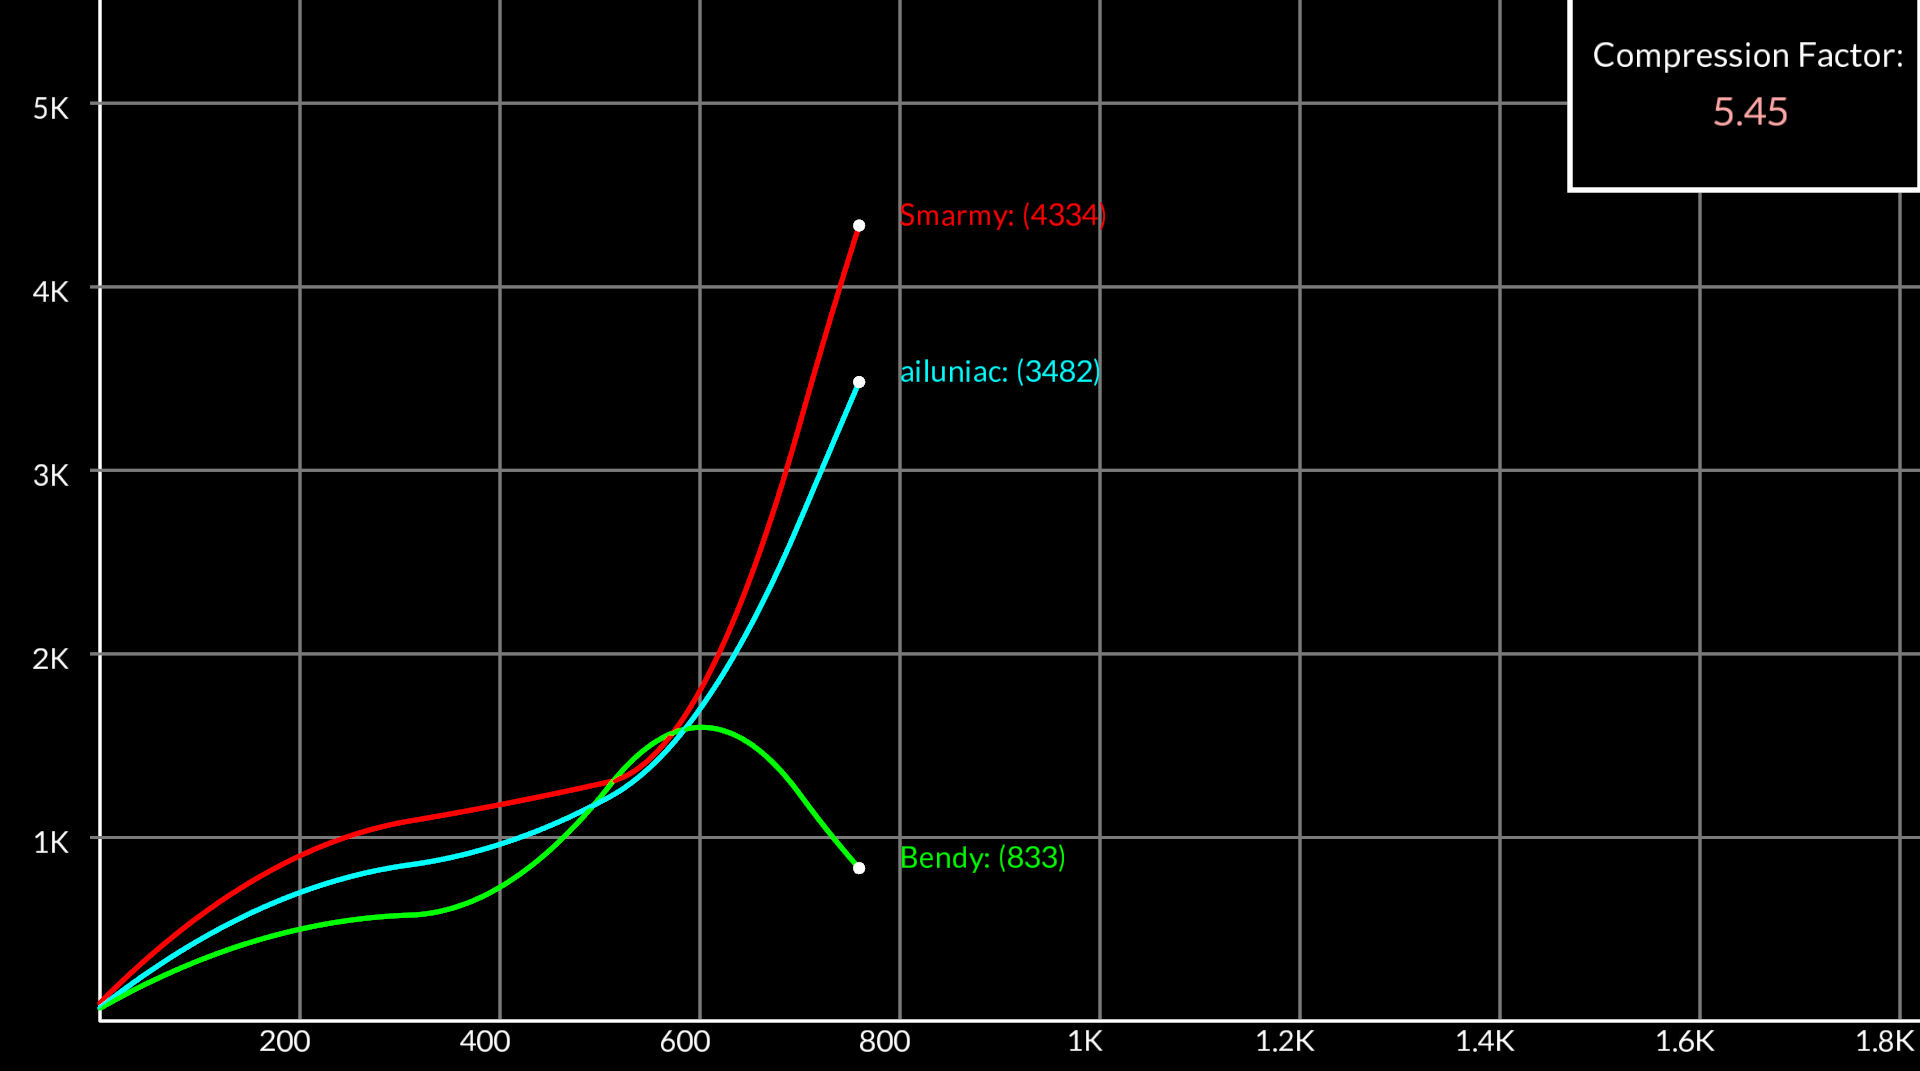 Compression Factor:
5.45
5K
4K
3K
2K
1K
Smarmy: (4334)
ailuniac: (3482)
Bendy: (833)
200
400
600
800
1K
1.2K
1.4K
1.6K
1.8K